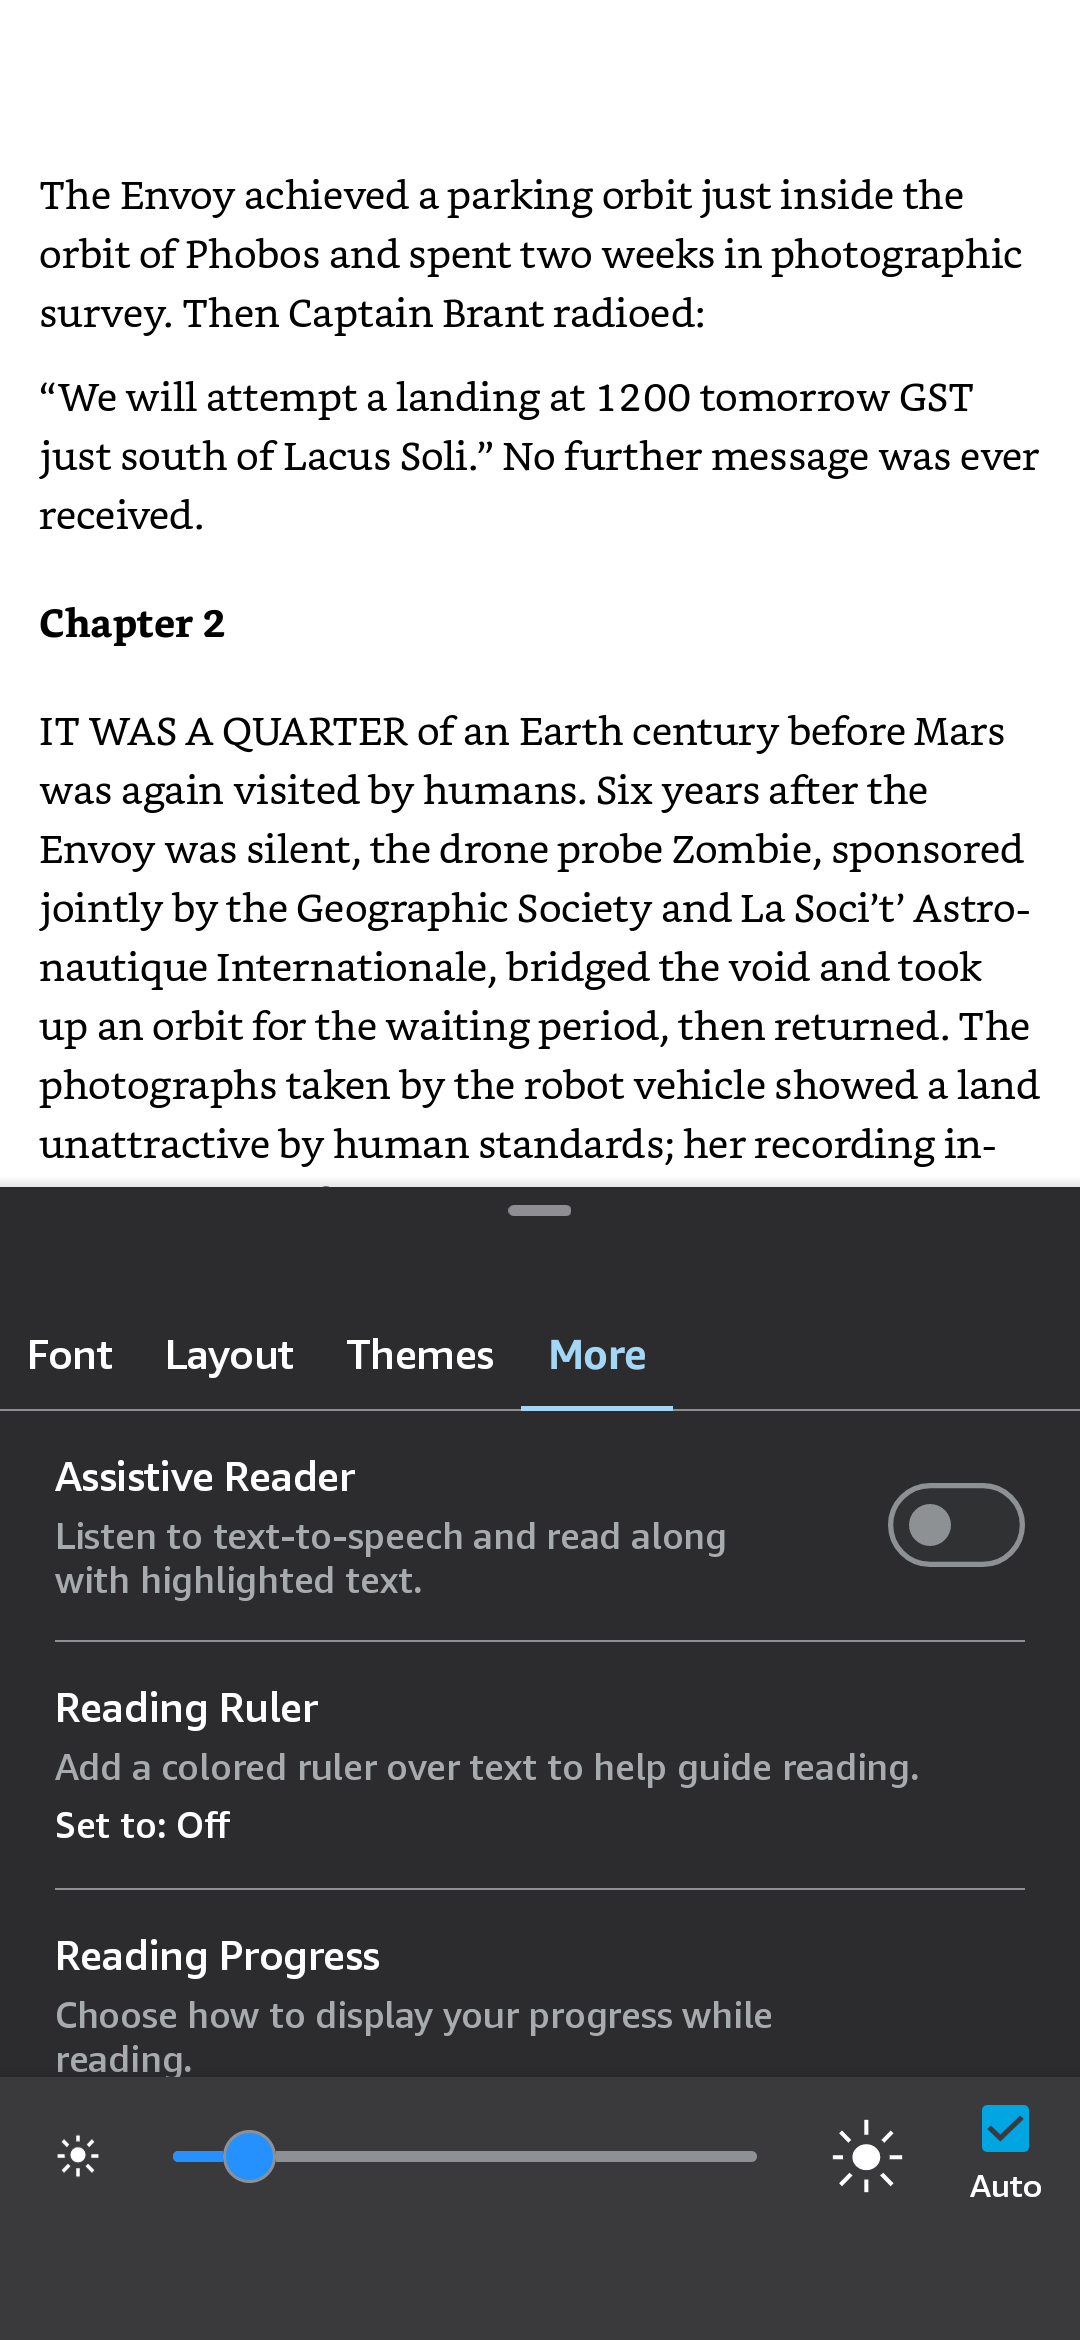 The Envoy achieved a parking orbit just inside the
orbit of Phobos and spent two weeks in photographic
survey. Then Captain Brant radioed:
“We will attempt a landing at 1200 tomorrow GST
just south of Lacus Soli.” No further message was ever
received.
Chapter 2
IT WAS A QUARTER of an Earth century before Mars
was again visited by humans. Six years after the
Envoy was silent, the drone probe Zombie, sponsored
jointly by the Geographic Society and La Soci’t’ Astro-
nautique Internationale, bridged the void and took
up an orbit for the waiting period, then returned. The
photographs taken by the robot vehicle showed a land
unattractive by human standards; her recording in-
Font Layout Themes More
Assistive Reader
Listen to text-to-speech and read along
with highlighted text.
Reading Ruler
Add a colored ruler over text to help guide reading.
Set to: Off
Reading Progress
Choose how to display your progress while
reading.
Auto